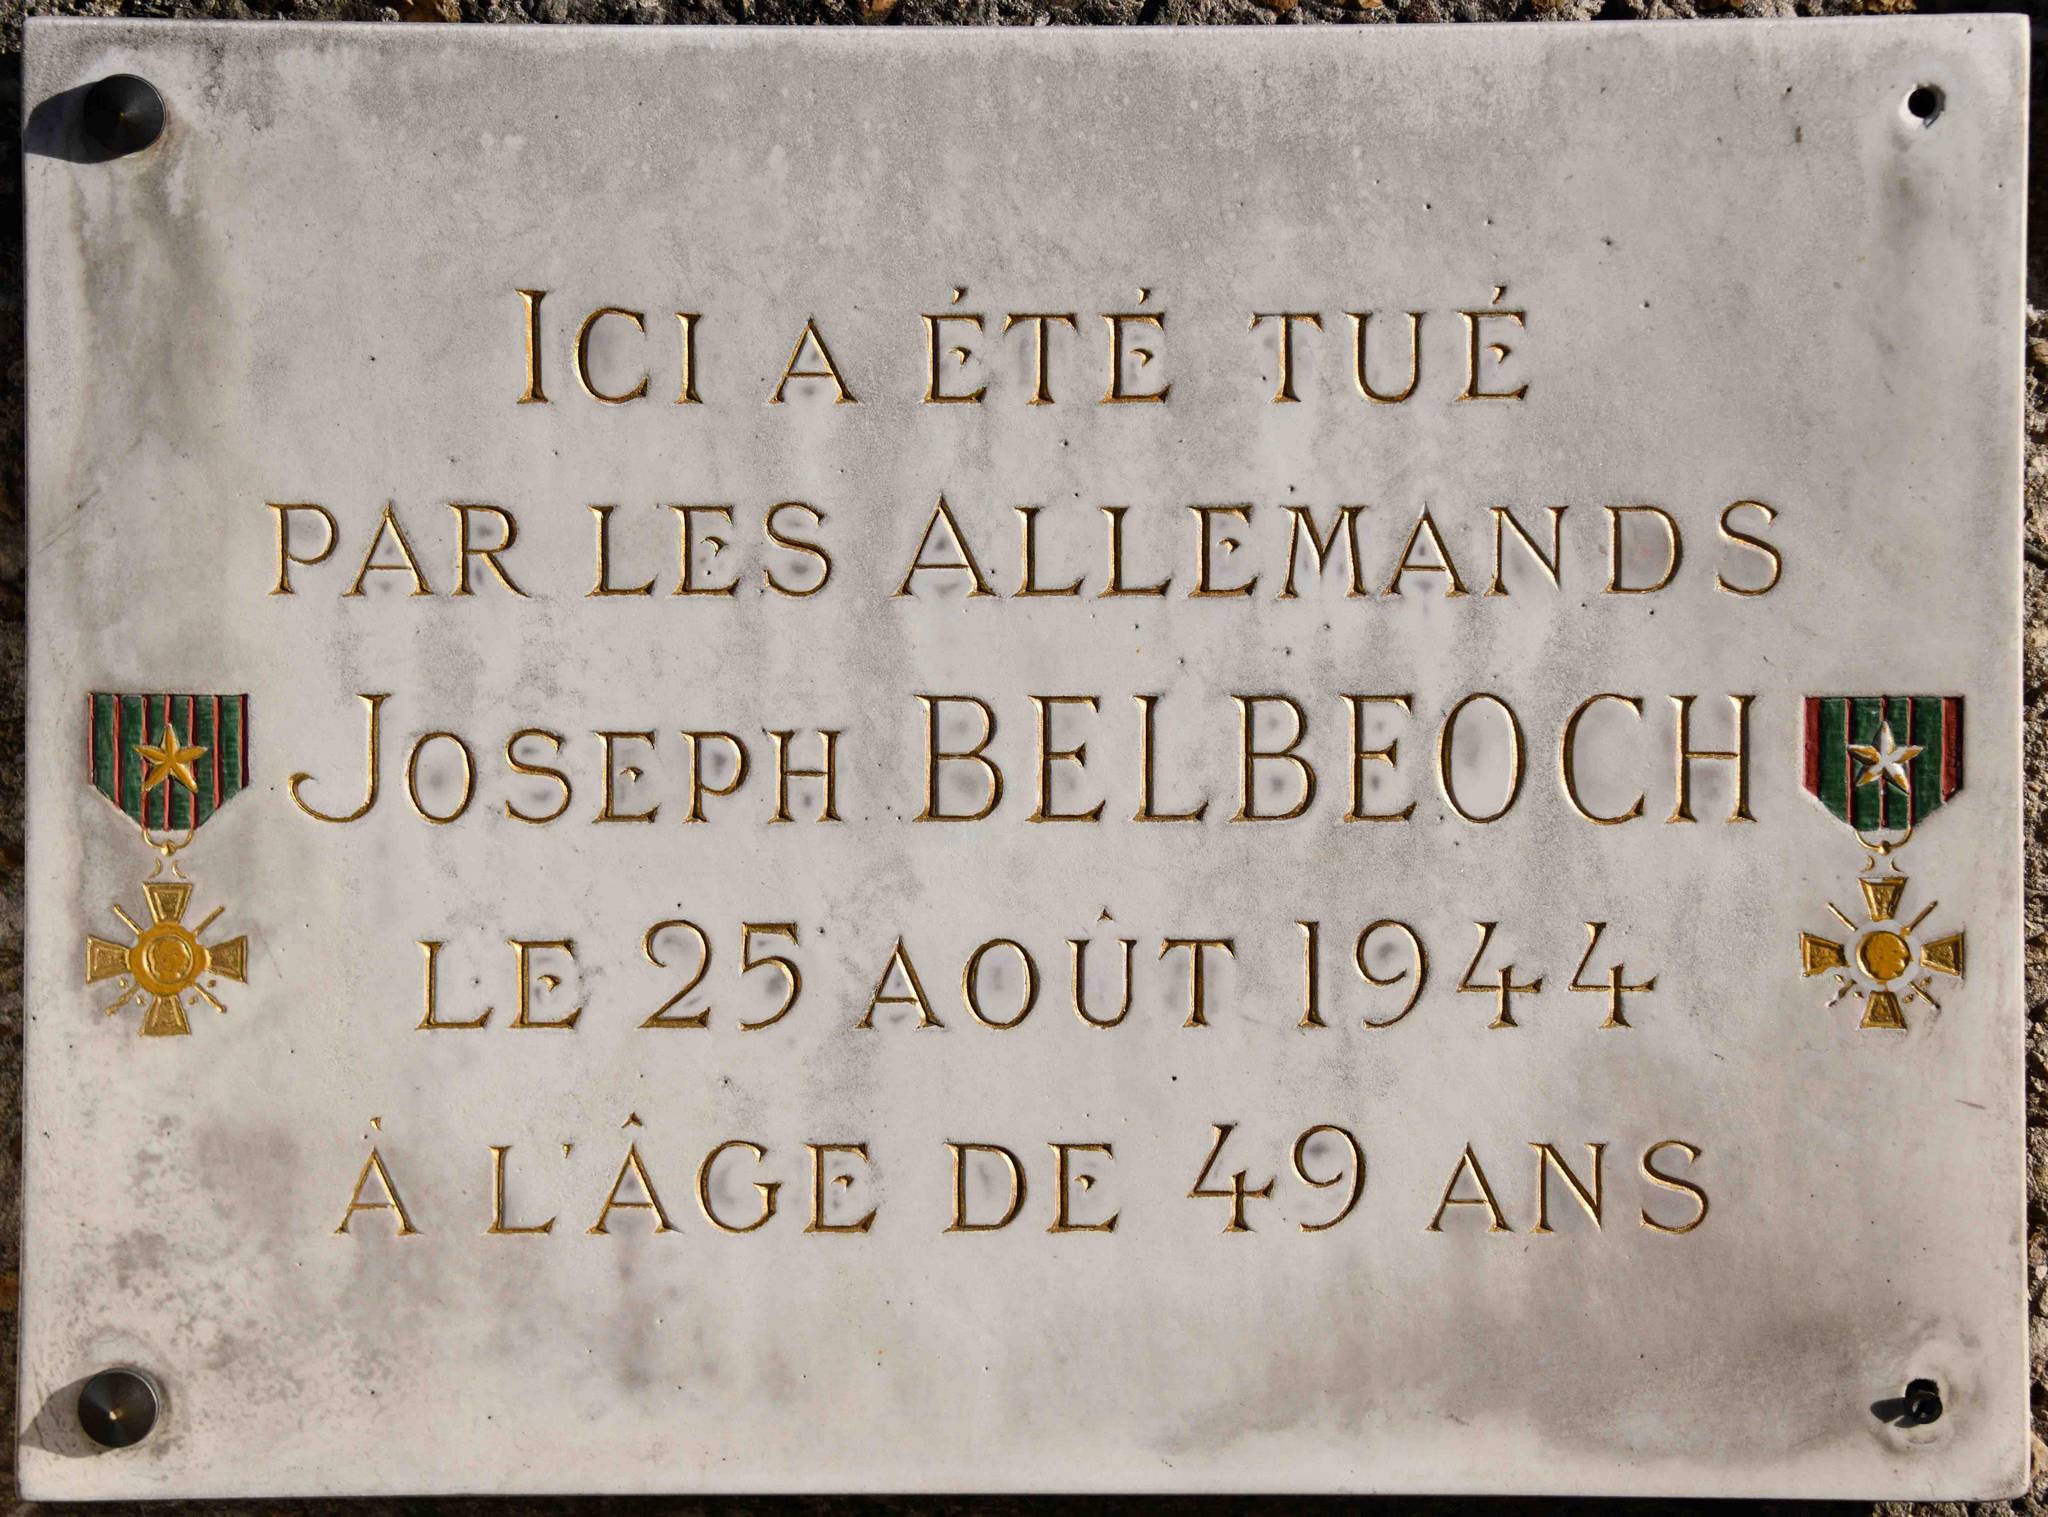 ICI A ÉTÉ TUÉ
PAR LES ALLEMANDS
JOSEPH BELBEOCH
LE 25 AOÛT 1944
À L'ÂGE DE 49 ANS